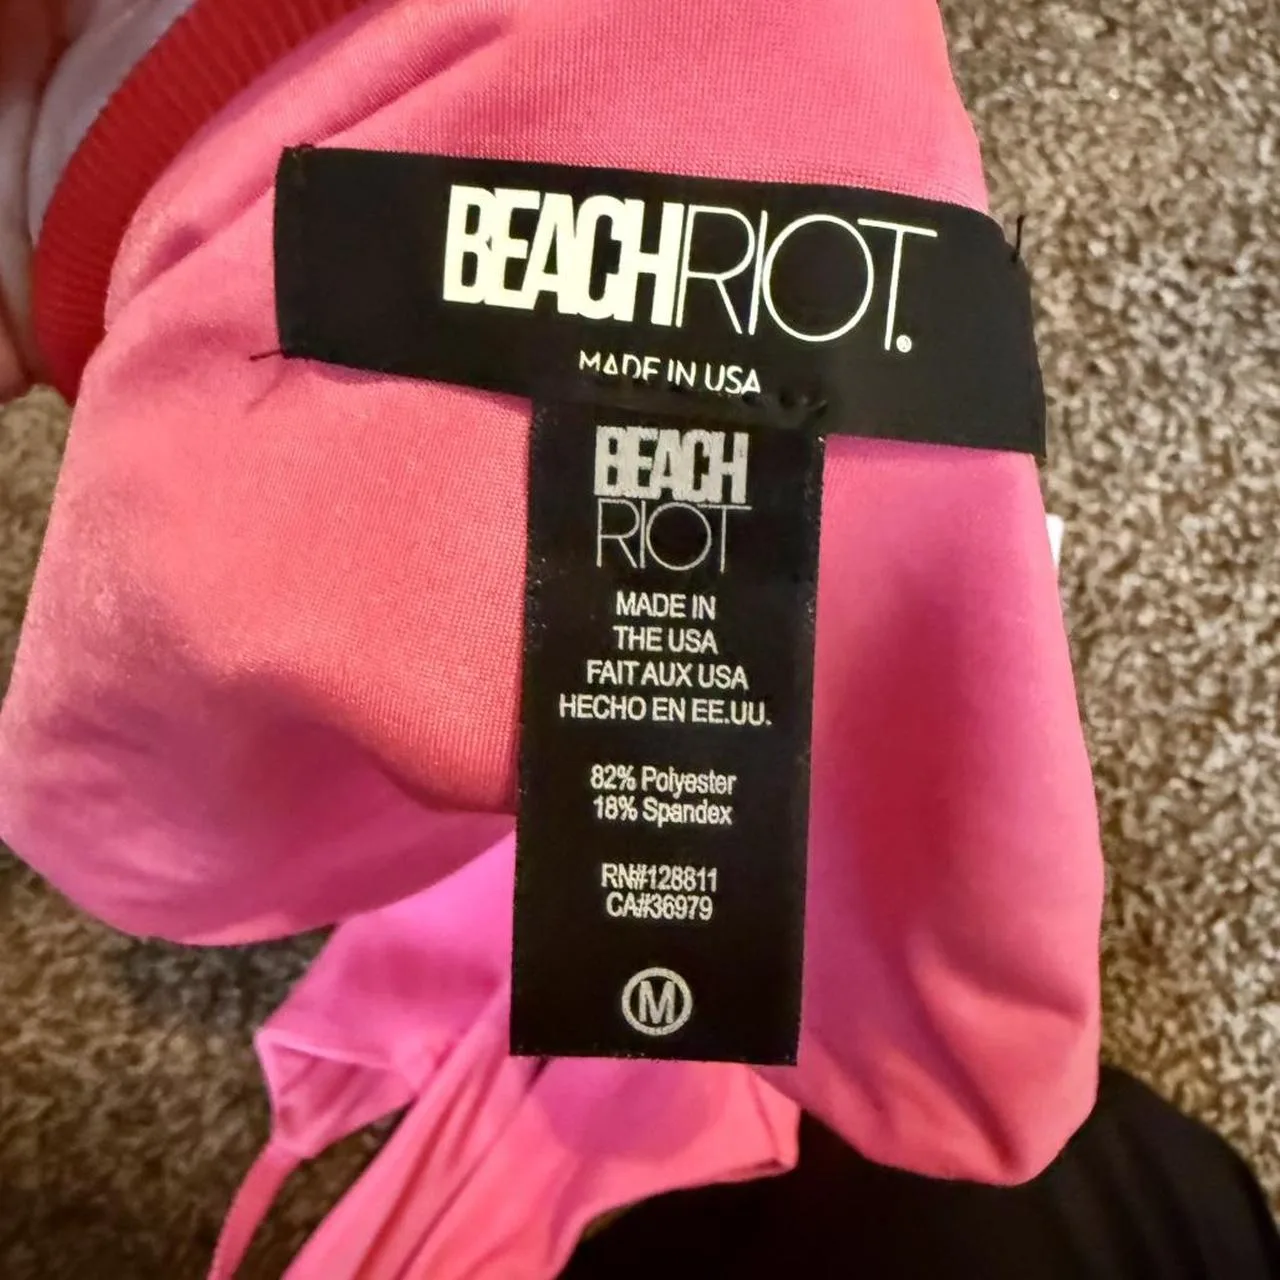 BEACHRIOT®
MADE IN USA
BEACH
RIOT
MADE IN
THE USA
FAIT AUX USA
HECHO EN EE.UU.
82% Polyester
18% Spandex
RN#128811
CA#36979
M